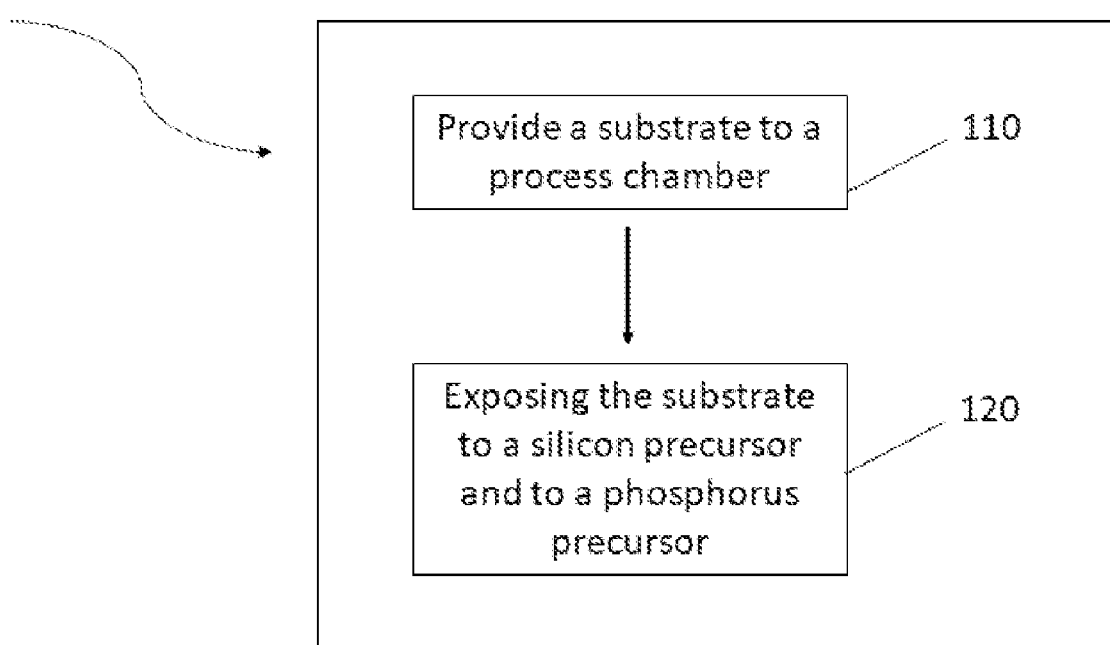 Provide a substrate to a
process chamber
110
Exposing the substrate
to a silicon precursor
and to a phosphorus
precursor
120